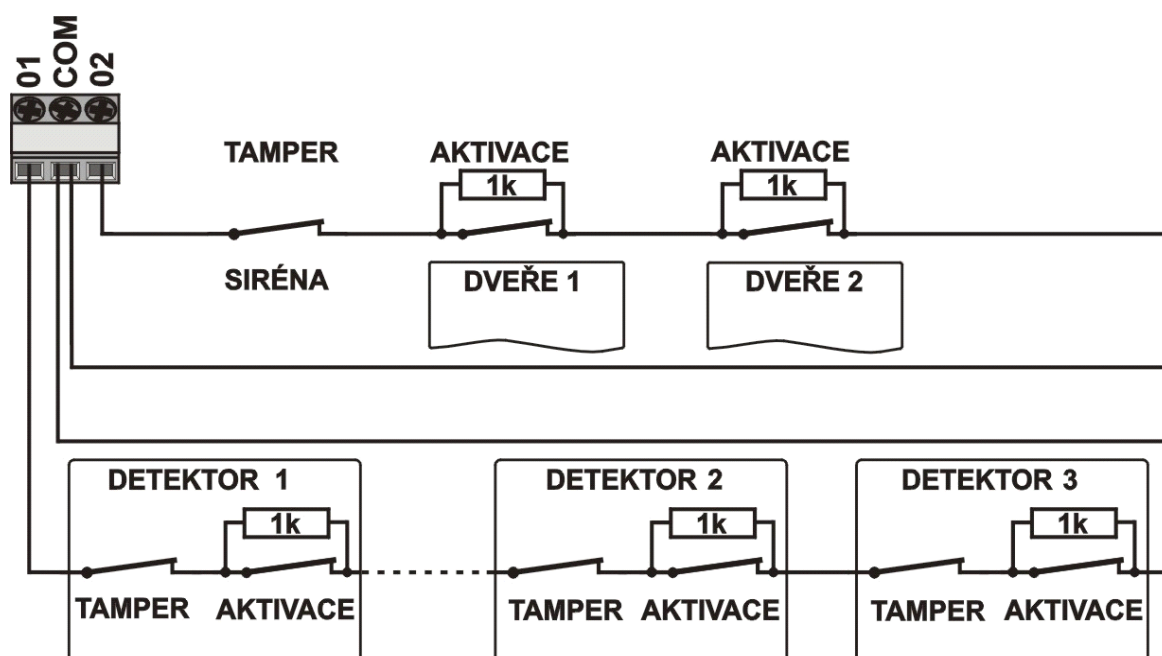 01 COM 02
TAMPER AKTIVACE AKTIVACE
1k 1k
SIRÉNA DVEŘE 1 DVEŘE 2
DETEKTOR 1 DETEKTOR 2 DETEKTOR 3
1k 1k 1k
TAMPER AKTIVACE TAMPER AKTIVACE TAMPER AKTIVACE